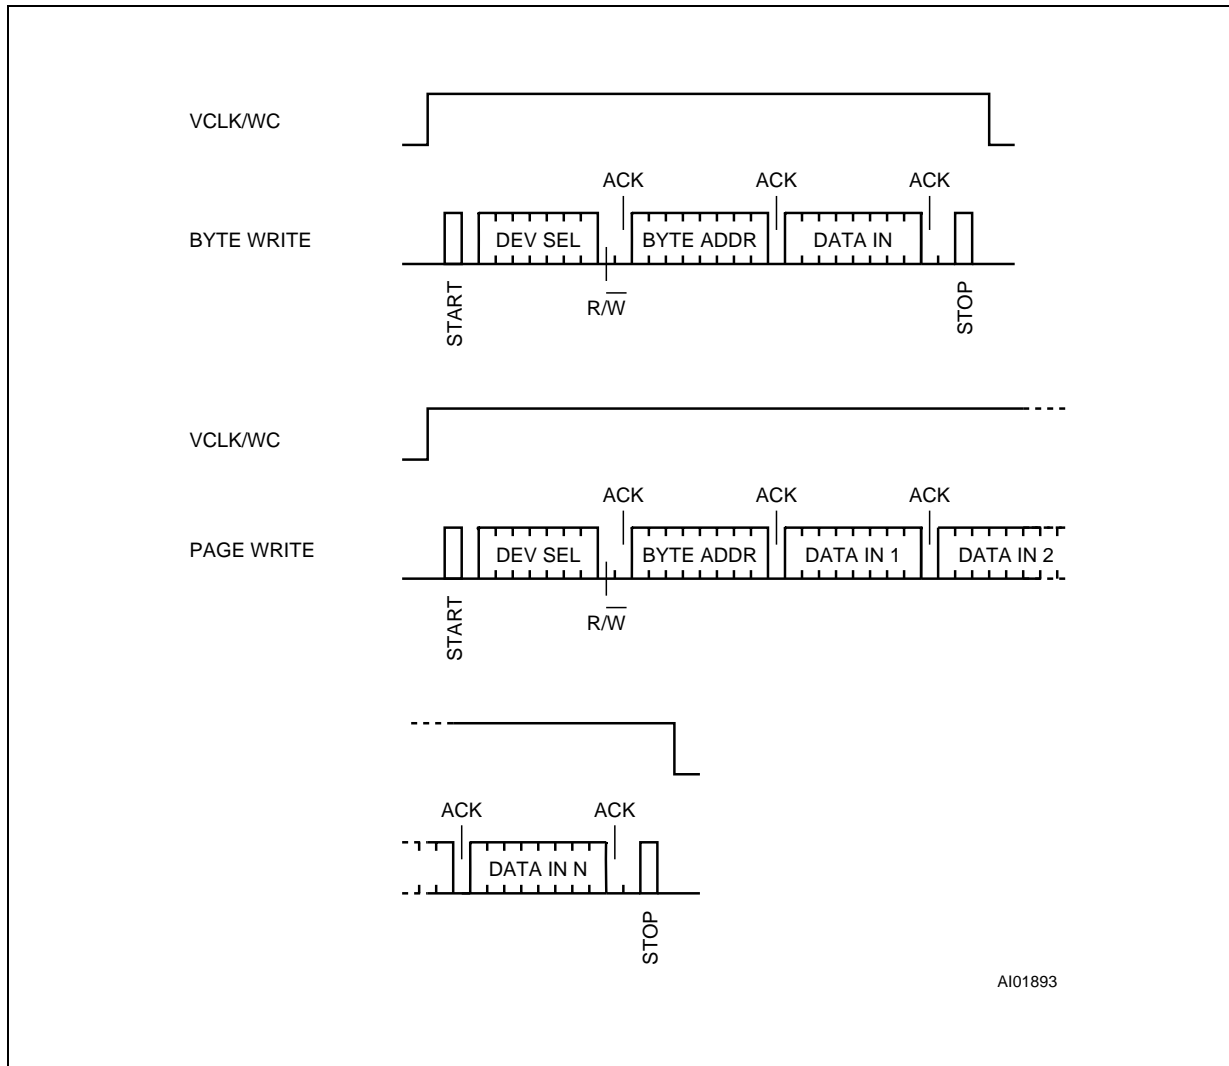 VCLK/WC
ACK ACK ACK
BYTE WRITE DEV SEL BYTE ADDR DATA IN
START R/W̅ STOP
VCLK/WC
ACK ACK ACK
PAGE WRITE DEV SEL BYTE ADDR DATA IN 1 DATA IN 2
START R/W̅
ACK ACK
DATA IN N
STOP
AI01893